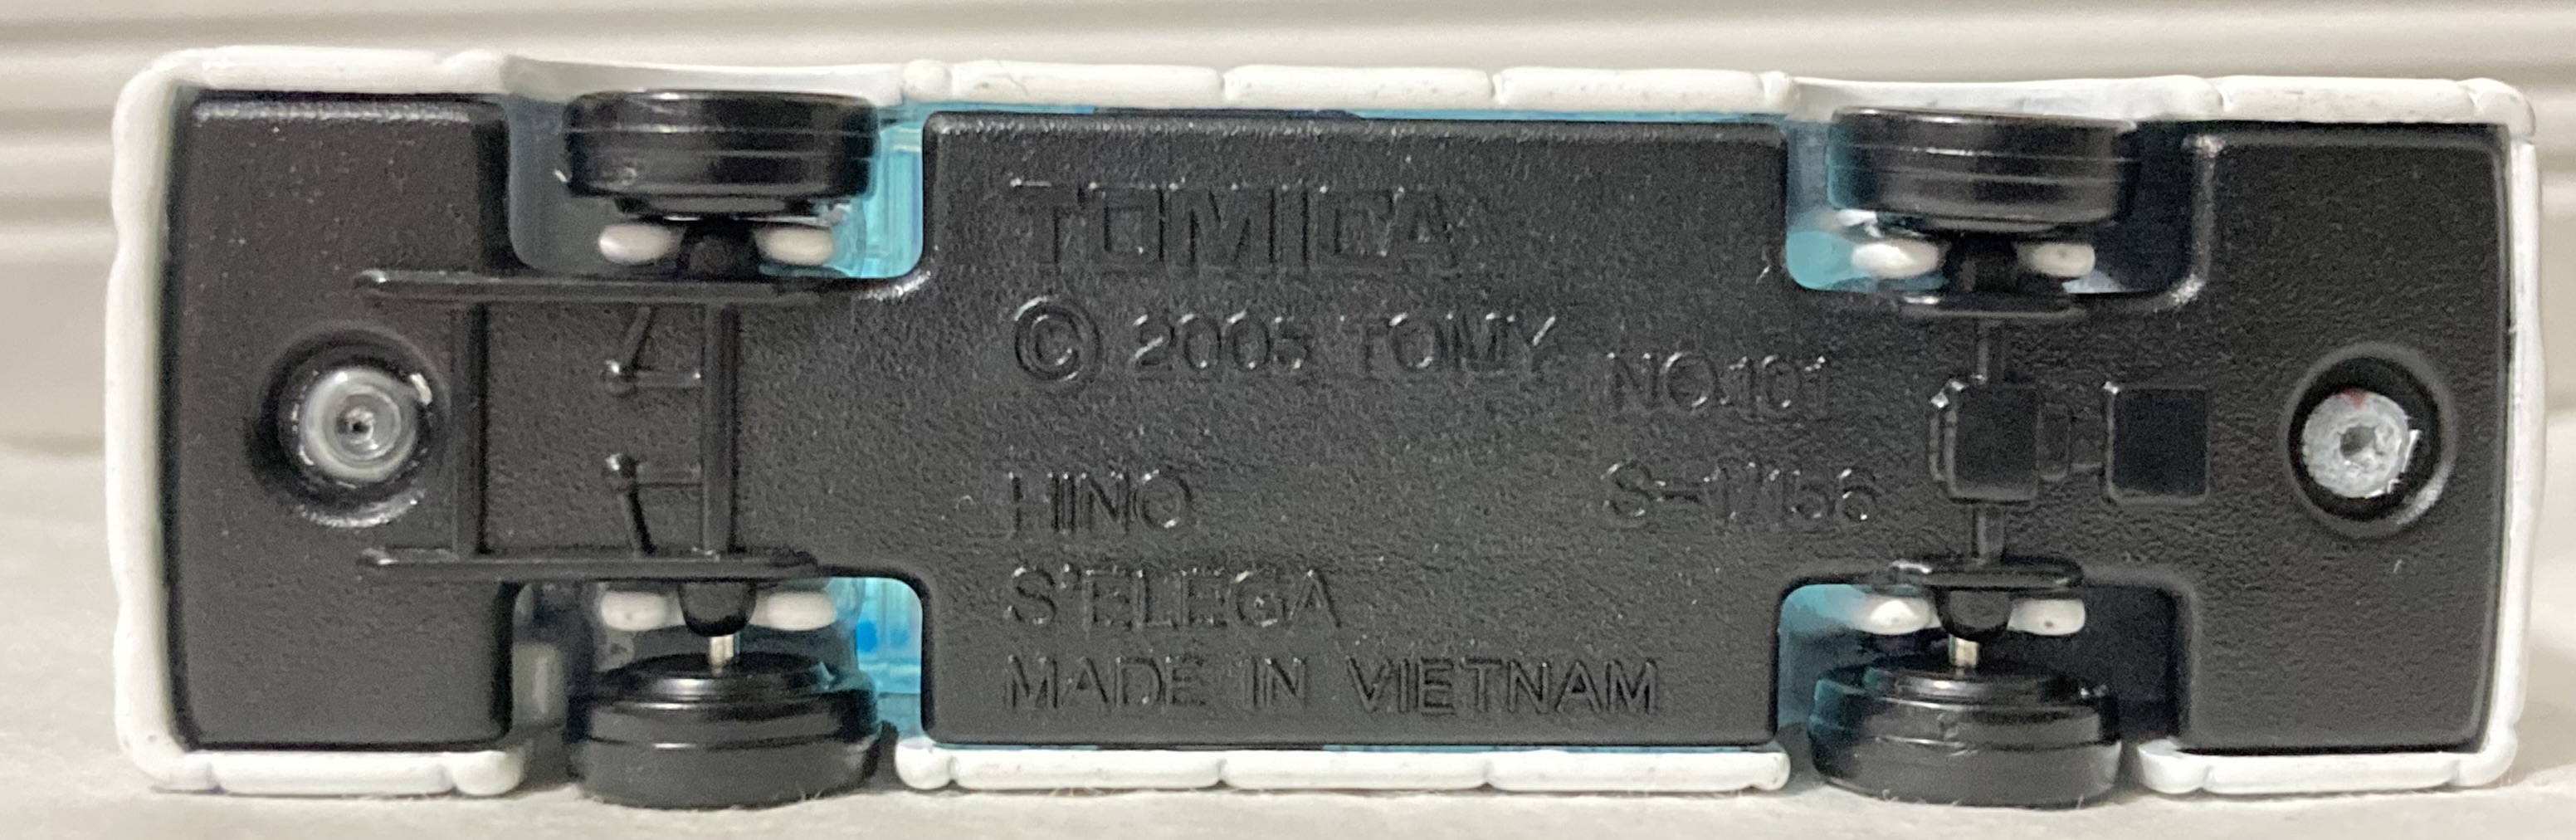 TOMICA
© 2005 TOMY
NO.101
HINO
S-1/156
S'ELEGA
MADE IN VIETNAM